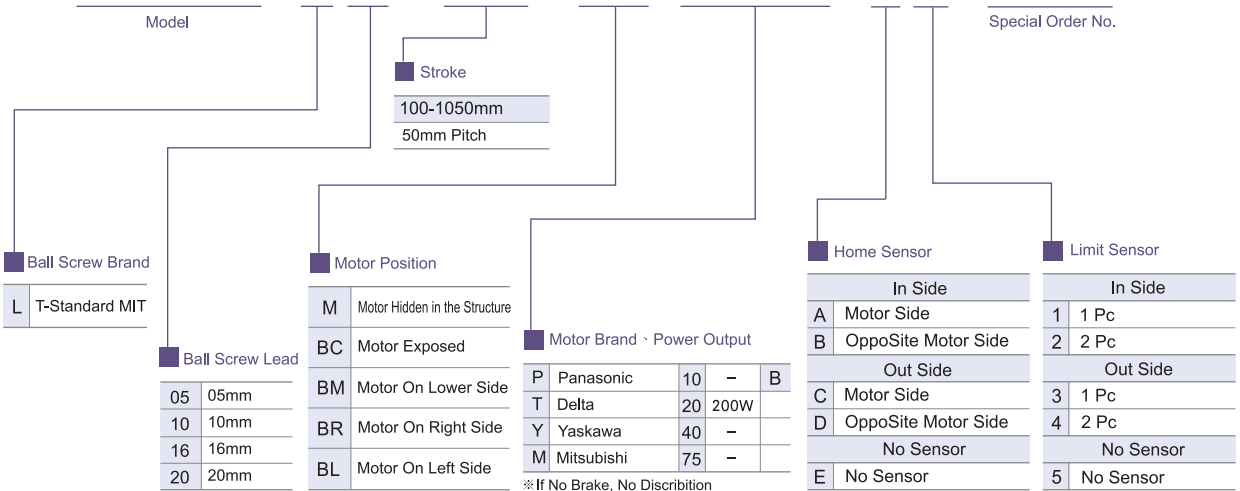 Model
Special Order No.
Stroke
100-1050mm
50mm Pitch
Ball Screw Brand
L T-Standard MIT
Ball Screw Lead
05 05mm
10 10mm
16 16mm
20 20mm
Motor Position
M Motor Hidden in the Structure
BC Motor Exposed
BM Motor On Lower Side
BR Motor On Right Side
BL Motor On Left Side
Motor Brand、Power Output
P Panasonic 10 – B
T Delta 20 200W
Y Yaskawa 40 –
M Mitsubishi 75 –
※If No Brake, No Discribition
Home Sensor
In Side
A Motor Side
B OppoSite Motor Side
Out Side
C Motor Side
D OppoSite Motor Side
No Sensor
E No Sensor
Limit Sensor
In Side
1 1 Pc
2 2 Pc
Out Side
3 1 Pc
4 2 Pc
No Sensor
5 No Sensor